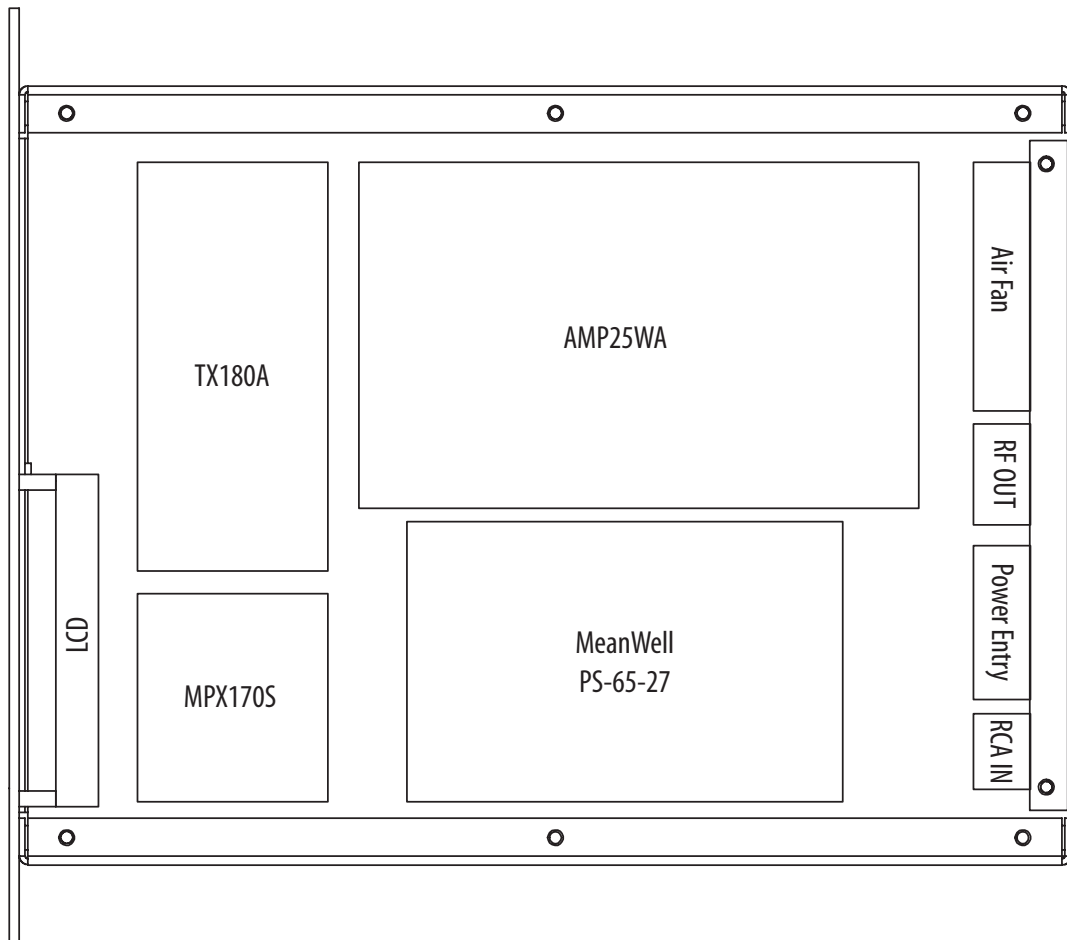 TX180A
AMP25WA
Air Fan
RF OUT
LCD
MPX170S
MeanWell
PS-65-27
Power Entry
RCA IN